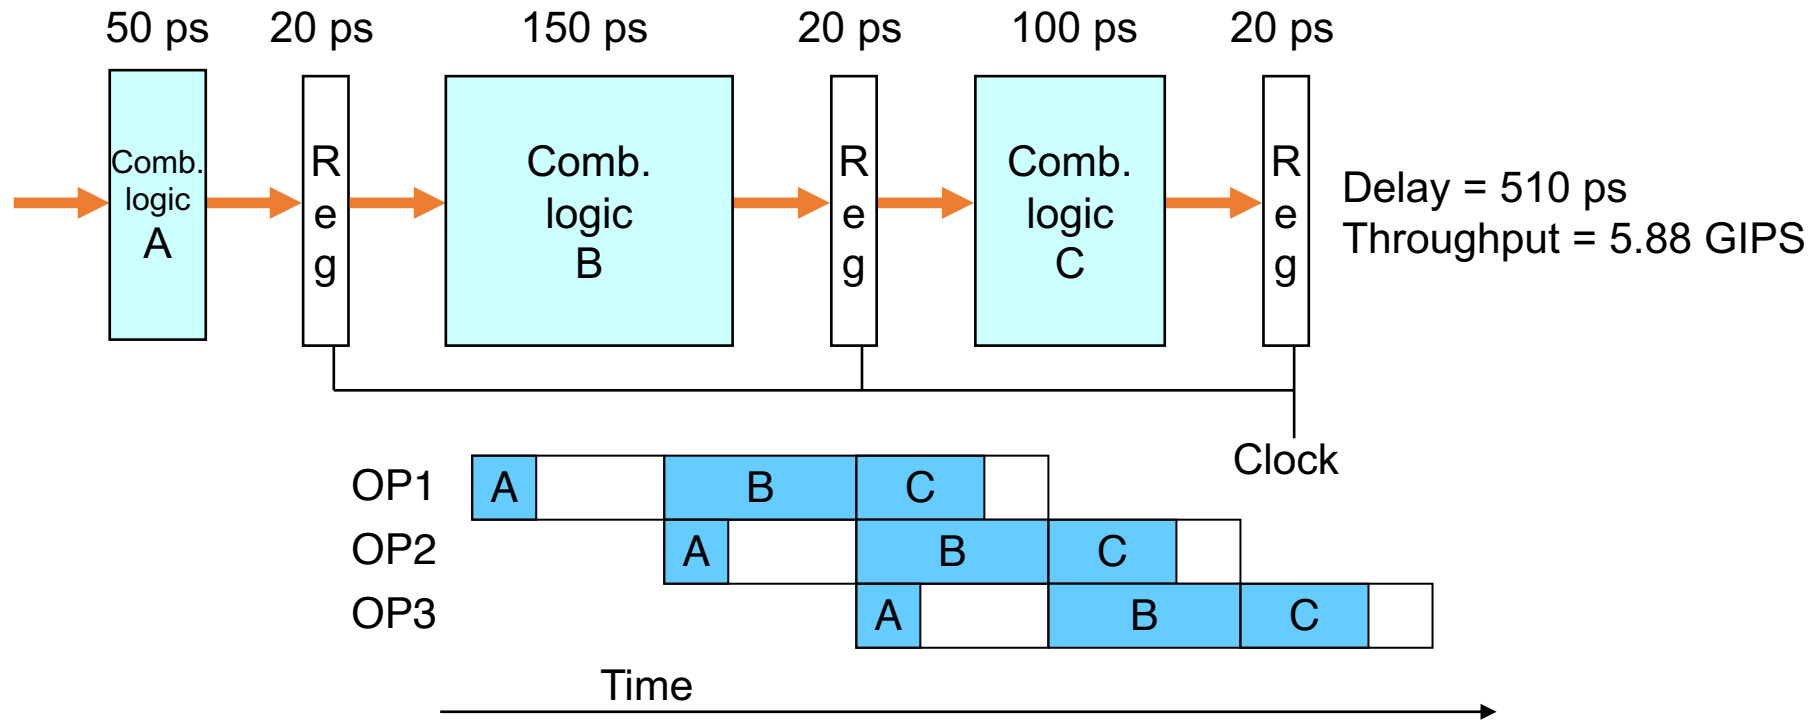 50 ps 20 ps 150 ps 20 ps 100 ps 20 ps
Comb.
logic
A
R
e
g
Comb.
logic
B
R
e
g
Comb.
logic
C
R
e
g
Delay = 510 ps
Throughput = 5.88 GIPS
Clock
OP1 A B C
OP2 A B C
OP3 A B C
Time